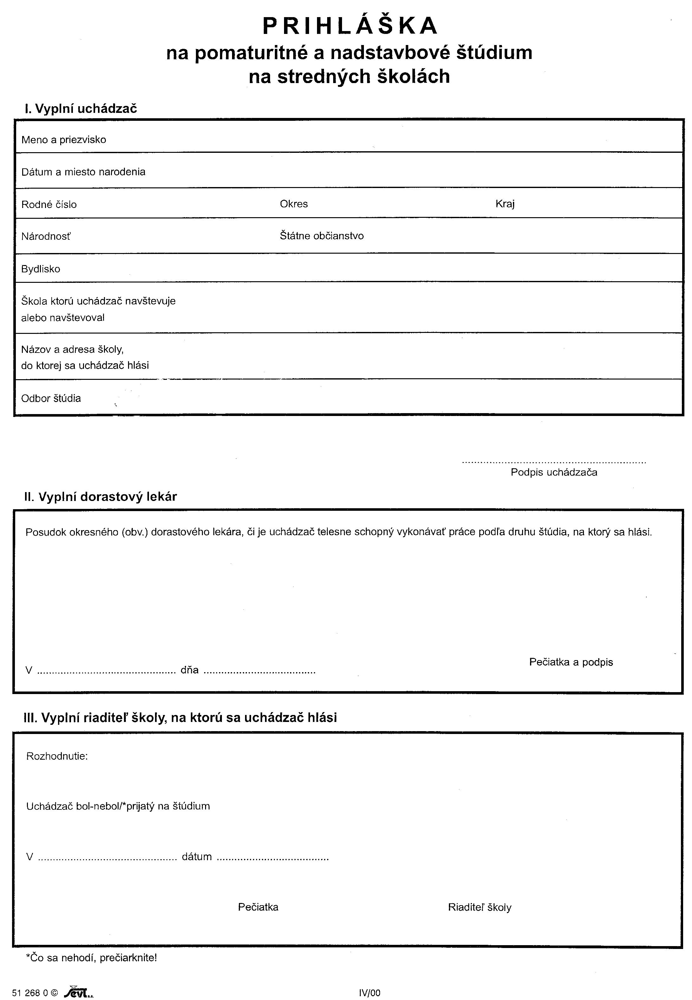 PRIHLÁŠKA
na pomaturitné a nadstavbové štúdium
na stredných školách
I. Vyplní uchádzač
Meno a priezvisko
Dátum a miesto narodenia
Rodné číslo Okres Kraj
Národnosť Štátne občianstvo
Bydlisko
Škola ktorú uchádzač navštevuje
alebo navštevoval
Názov a adresa školy,
do ktorej sa uchádzač hlási
Odbor štúdia
Podpis uchádzača
II. Vyplní dorastový lekár
Posudok okresného (obv.) dorastového lekára, či je uchádzač telesne schopný vykonávať práce podľa druhu štúdia, na ktorý sa hlási.
Pečiatka a podpis
V ............................................... dňa ......................................
III. Vyplní riaditeľ školy, na ktorú sa uchádzač hlási
Rozhodnutie:
Uchádzač bol-nebol/*prijatý na štúdium
V ............................................... dátum ......................................
Pečiatka Riaditeľ školy
*Čo sa nehodí, prečiarknite!
51 268 0 © Ševt a.s. IV/00